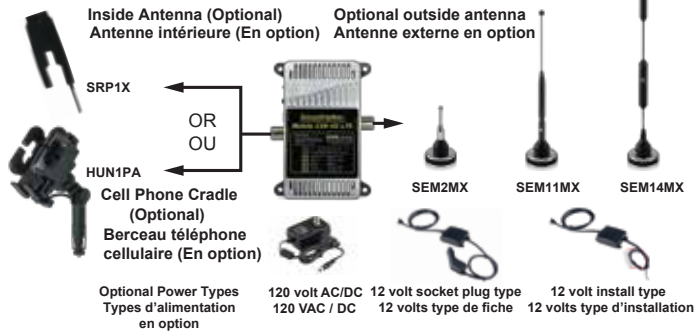 Inside Antenna (Optional)
Antenne intérieure (En option)
Optional outside antenna
Antenne externe en option
SRP1X
OR
OU
HUN1PA
Cell Phone Cradle
(Optional)
Berceau téléphone
cellulaire (En option)
SEM2MX
SEM11MX
SEM14MX
Optional Power Types
Types d'alimentation
en option
120 volt AC/DC
120 VAC / DC
12 volt socket plug type
12 volts type de fiche
12 volt install type
12 volts type d'installation